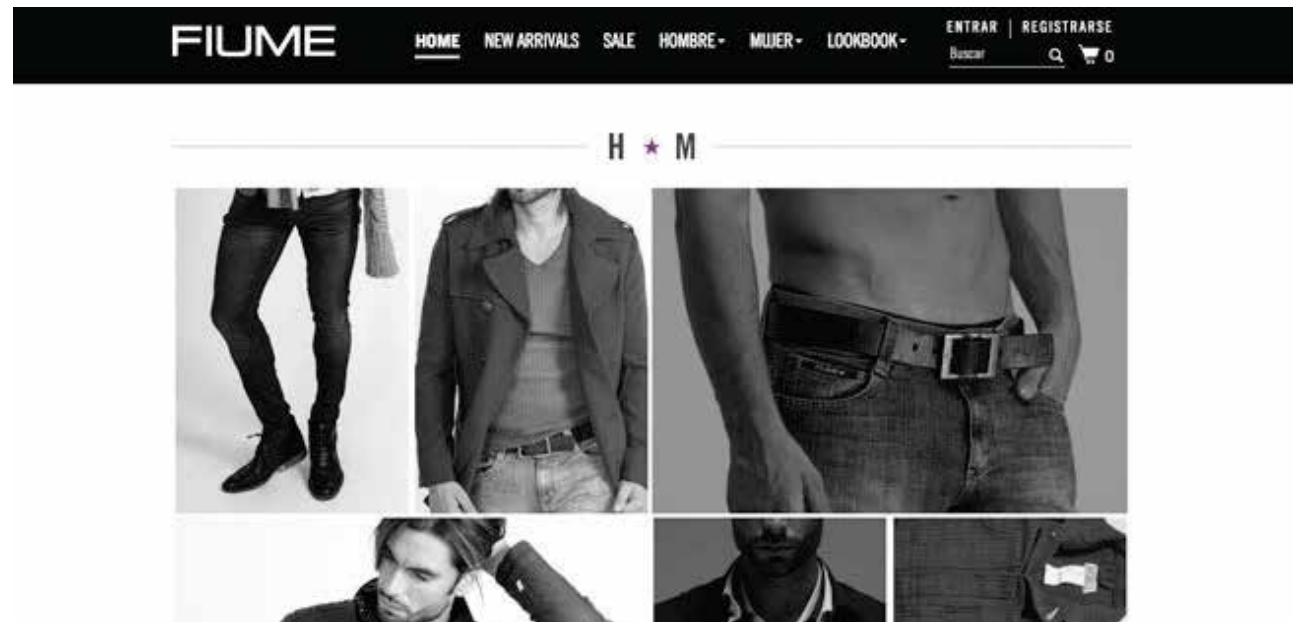 FIUME
HOME NEW ARRIVALS SALE HOMBRE MUJER LOOKBOOK
ENTRAR | REGISTRARSE
Buscar 0
H ★ M